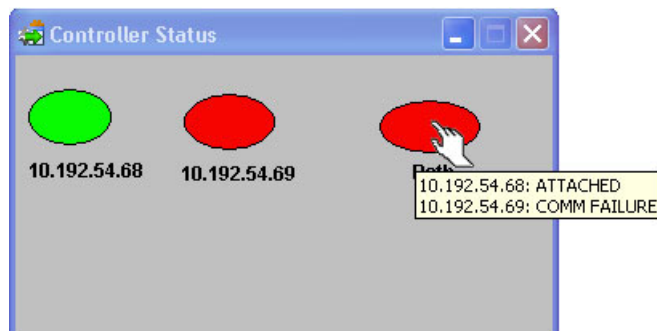 Controller Status
10.192.54.68
10.192.54.69
10.192.54.68: ATTACHED
10.192.54.69: COMM FAILURE